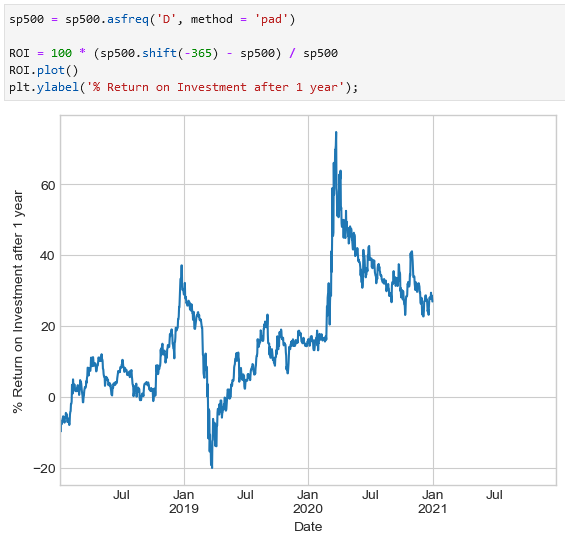 sp500 = sp500.asfreq('D', method = 'pad')
ROI = 100 * (sp500.shift(-365) - sp500) / sp500
ROI.plot()
plt.ylabel('% Return on Investment after 1 year');
% Return on Investment after 1 year
60
40
20
0
−20
Jul
Jan
2019
Jul
Jan
2020
Jul
Jan
2021
Jul
Date